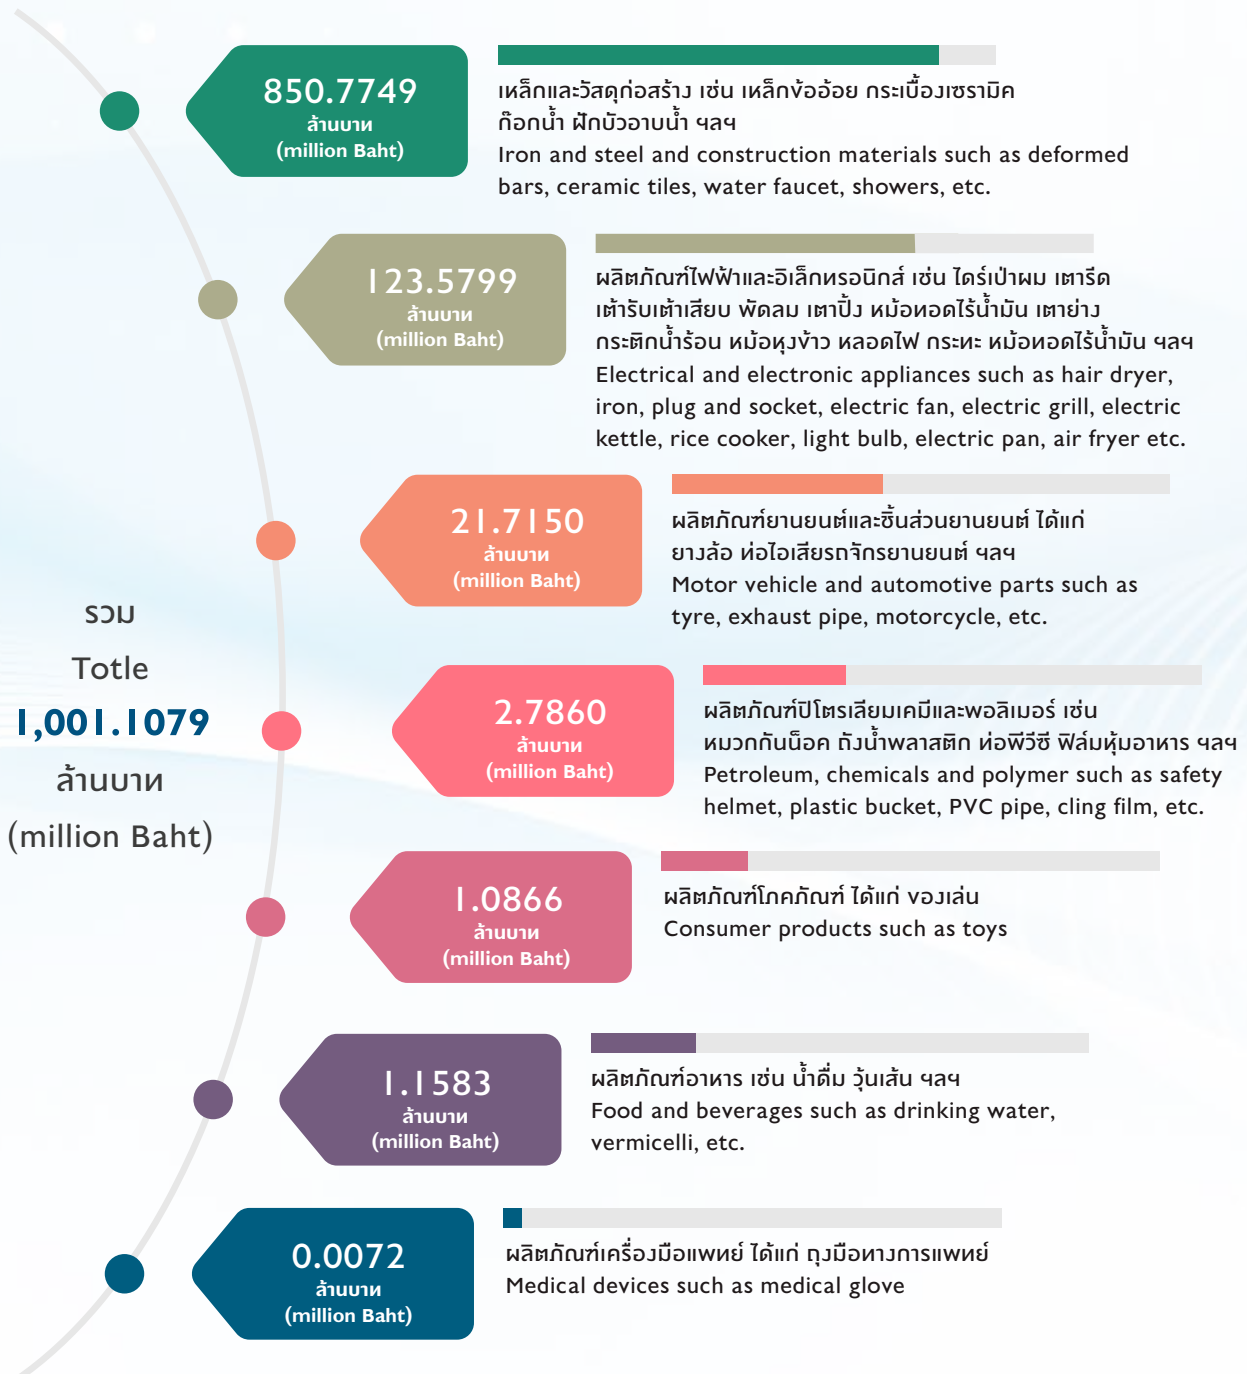 850.7749
ล้านบาท
(million Baht)
เหล็กและวัสดุก่อสร้าง เช่น เหล็กข้ออ้อย กระเบื้องเซรามิค
ก๊อกน้ำ ฝักบัวอาบน้ำ ฯลฯ
Iron and steel and construction materials such as deformed
bars, ceramic tiles, water faucet, showers, etc.
123.5799
ล้านบาท
(million Baht)
ผลิตภัณฑ์ไฟฟ้าและอิเล็กทรอนิกส์ เช่น ไดร์เป่าผม เตารีด
เต้ารับเต้าเสียบ พัดลม เตาปิ้ง หม้อทอดไร้น้ำมัน เตาย่าง
กระติกน้ำร้อน หม้อหุงข้าว หลอดไฟ กระทะ หม้อทอดไร้น้ำมัน ฯลฯ
Electrical and electronic appliances such as hair dryer,
iron, plug and socket, electric fan, electric grill, electric
kettle, rice cooker, light bulb, electric pan, air fryer etc.
21.7150
ล้านบาท
(million Baht)
ผลิตภัณฑ์ยานยนต์และชิ้นส่วนยานยนต์ ได้แก่
ยางล้อ ท่อไอเสียรถจักรยานยนต์ ฯลฯ
Motor vehicle and automotive parts such as
tyre, exhaust pipe, motorcycle, etc.
รวม
Totle
1,001.1079
ล้านบาท
(million Baht)
2.7860
ล้านบาท
(million Baht)
ผลิตภัณฑ์ปิโตรเลียมเคมีและพอลิเมอร์ เช่น
หมวกกันน็อค ถังน้ำพลาสติก ท่อพีวีซี ฟิล์มหุ้มอาหาร ฯลฯ
Petroleum, chemicals and polymer such as safety
helmet, plastic bucket, PVC pipe, cling film, etc.
1.0866
ล้านบาท
(million Baht)
ผลิตภัณฑ์โภคภัณฑ์ ได้แก่ ของเล่น
Consumer products such as toys
1.1583
ล้านบาท
(million Baht)
ผลิตภัณฑ์อาหาร เช่น น้ำดื่ม วุ้นเส้น ฯลฯ
Food and beverages such as drinking water,
vermicelli, etc.
0.0072
ล้านบาท
(million Baht)
ผลิตภัณฑ์เครื่องมือแพทย์ ได้แก่ ถุงมือทางการแพทย์
Medical devices such as medical glove